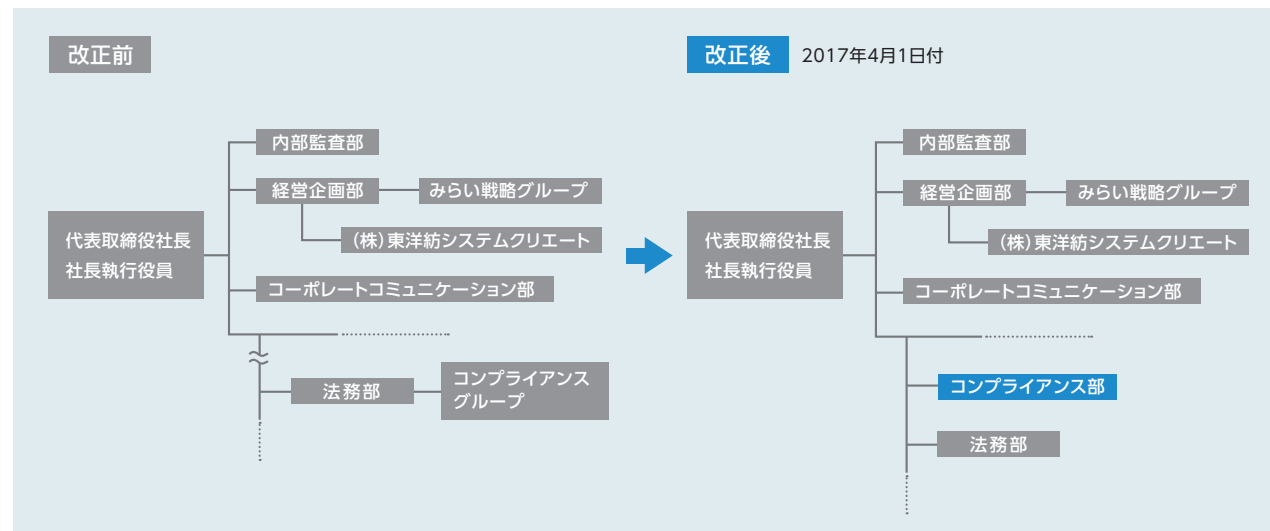 改正前
内部監査部
経営企画部
みらい戦略グループ
(株)東洋紡システムクリエート
代表取締役社長
社長執行役員
コーポレートコミュニケーション部
法務部
コンプライアンス
グループ
改正後
2017年4月1日付
内部監査部
経営企画部
みらい戦略グループ
(株)東洋紡システムクリエート
代表取締役社長
社長執行役員
コーポレートコミュニケーション部
コンプライアンス部
法務部